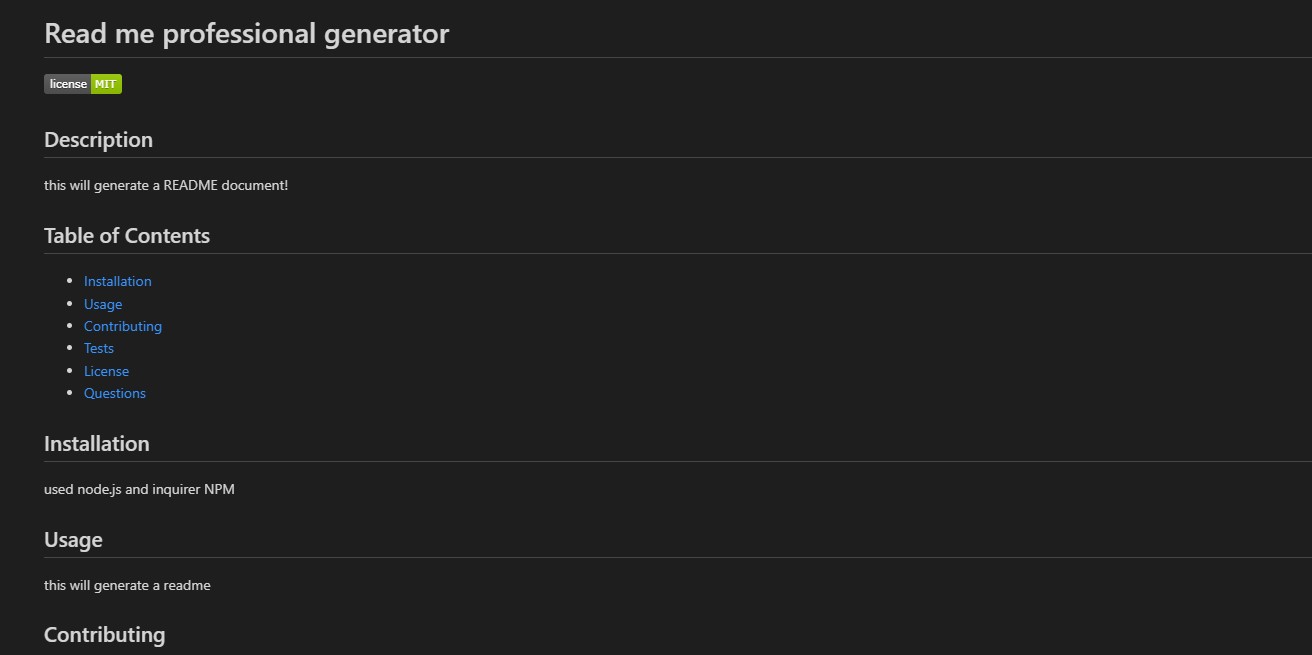 Read me professional generator
license MIT
Description
this will generate a README document!
Table of Contents
Installation
Usage
Contributing
Tests
License
Questions
Installation
used node.js and inquirer NPM
Usage
this will generate a readme
Contributing